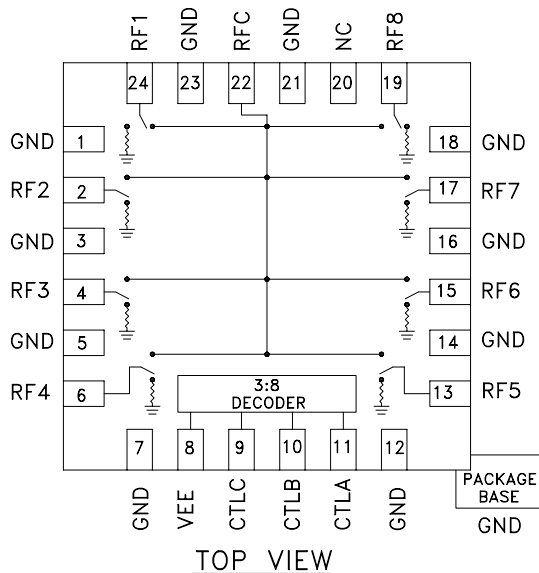 RF1
GND
RFC
GND
NC
RF8
24
23
22
21
20
19
GND
1
18
GND
RF2
2
17
RF7
GND
3
16
GND
RF3
4
15
RF6
GND
5
14
GND
RF4
6
13
RF5
3:8
DECODER
7
8
9
10
11
12
GND
VEE
CTLC
CTLB
CTLA
GND
PACKAGE
BASE
GND
TOP VIEW